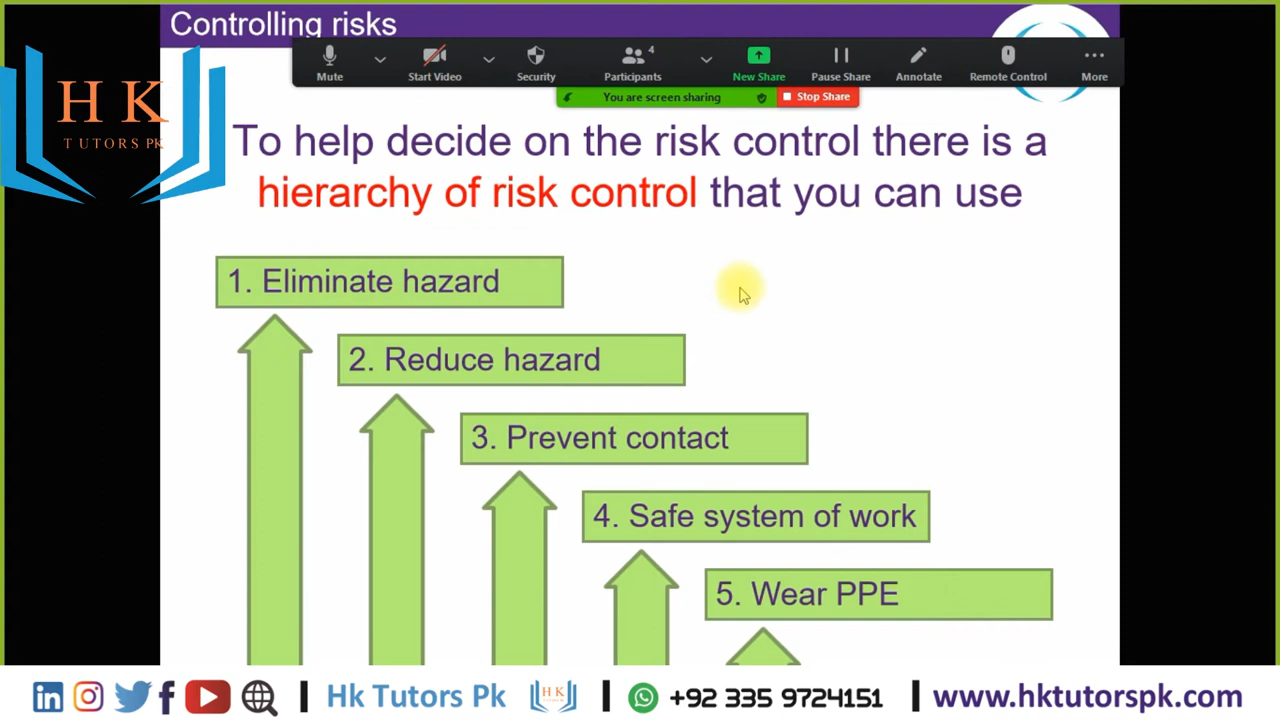 Controlling risks
Mute
Start Video
Security
4
Participants
New Share
Pause Share
Annotate
Remote Control
More
You are screen sharing
Stop Share
HK
TUTORS PK
To help decide on the risk control there is a
hierarchy of risk control that you can use
1. Eliminate hazard
2. Reduce hazard
3. Prevent contact
4. Safe system of work
5. Wear PPE
Hk Tutors Pk
HK
+92 335 9724151
www.hktutorspk.com